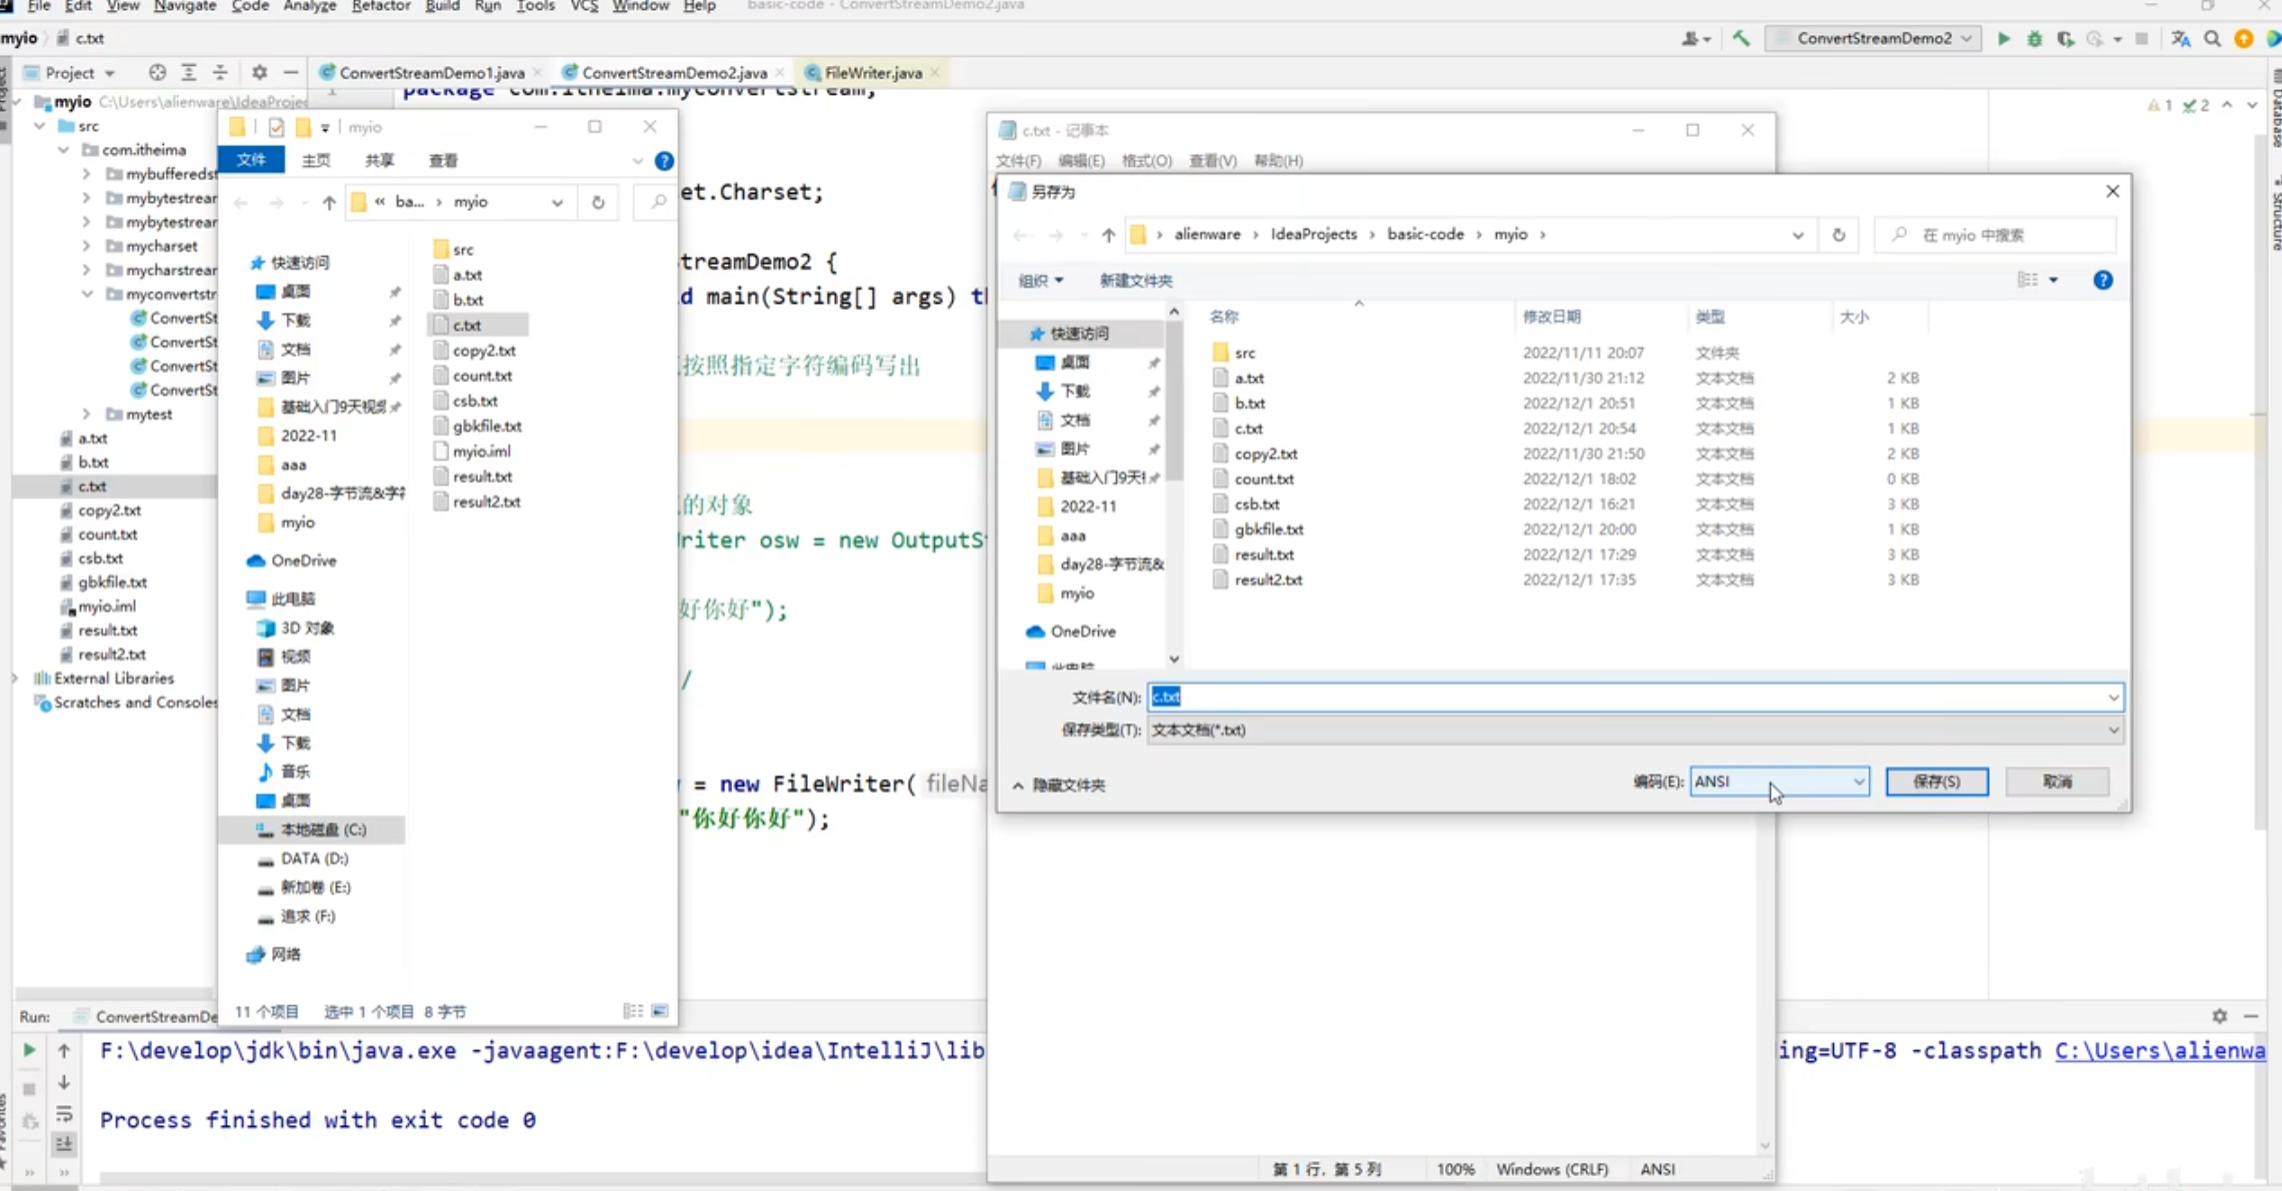 File Edit View Navigate Code Analyze Refactor Build Run Tools VCS Window Help basic-code - ConvertStreamDemo2.java
myio c.txt
ConvertStreamDemo2
Project
ConvertStreamDemo1.java
ConvertStreamDemo2.java
FileWriter.java
myio C:\Users\alienware\IdeaProjec
src
com.itheima
mybufferedst
mybytestrear
mybytestrear
mycharset
mycharstrear
myconvertstr
ConvertSt
ConvertSt
ConvertSt
ConvertSt
mytest
a.txt
b.txt
c.txt
copy2.txt
count.txt
csb.txt
gbkfile.txt
myio.iml
result.txt
result2.txt
External Libraries
Scratches and Consoles
myio
文件 主页 共享 查看
ba... myio
快速访问
桌面
下载
文档
图片
基础入门9天视频
2022-11
aaa
day28-字节流&字符
myio
OneDrive
此电脑
3D 对象
视频
图片
文档
下载
音乐
桌面
本地磁盘 (C:)
DATA (D:)
新加卷 (E:)
追求 (F:)
网络
src
a.txt
b.txt
c.txt
copy2.txt
count.txt
csb.txt
gbkfile.txt
myio.iml
result.txt
result2.txt
11 个项目 选中 1 个项目 8 字节
package com.itheima.myconvertstream;
1
et.Charset;
treamDemo2 {
d main(String[] args) th
按照指定字符编码写出
的对象
riter osw = new OutputS
好你好");
/
= new FileWriter( fileNa
"你好你好");
1 2
Database
Structure
c.txt - 记事本
文件(F) 编辑(E) 格式(O) 查看(V) 帮助(H)
另存为
alienware IdeaProjects basic-code myio
在 myio 中搜索
组织 新建文件夹
快速访问
桌面
下载
文档
图片
基础入门9天
2022-11
aaa
day28-字节流&
myio
OneDrive
此电脑
名称 修改日期 类型 大小
src 2022/11/11 20:07 文件夹
a.txt 2022/11/30 21:12 文本文档 2 KB
b.txt 2022/12/1 20:51 文本文档 1 KB
c.txt 2022/12/1 20:54 文本文档 1 KB
copy2.txt 2022/11/30 21:50 文本文档 2 KB
count.txt 2022/12/1 18:02 文本文档 0 KB
csb.txt 2022/12/1 16:21 文本文档 3 KB
gbkfile.txt 2022/12/1 20:00 文本文档 1 KB
result.txt 2022/12/1 17:29 文本文档 3 KB
result2.txt 2022/12/1 17:35 文本文档 3 KB
文件名(N): c.txt
保存类型(T): 文本文档(*.txt)
隐藏文件夹
编码(E): ANSI 保存(S) 取消
第 1 行，第 5 列 100% Windows (CRLF) ANSI
Run: ConvertStreamDe
F:\develop\jdk\bin\java.exe -javaagent:F:\develop\idea\IntelliJ\lib
ing=UTF-8 -classpath C:\Users\alienwa
Process finished with exit code 0
Favorites